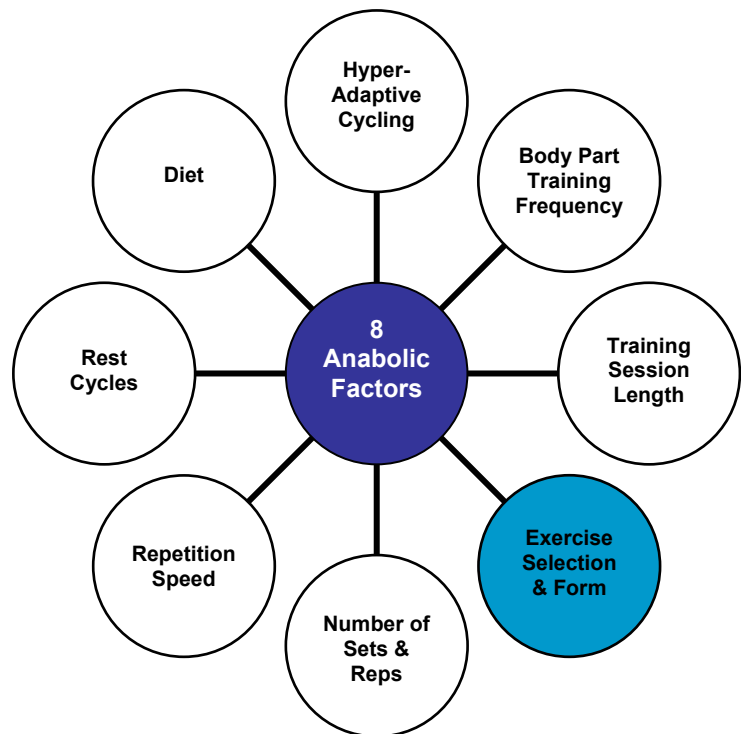 Hyper-
Adaptive
Cycling
Body Part
Training
Frequency
Training
Session
Length
Exercise
Selection
& Form
Number of
Sets &
Reps
Repetition
Speed
Rest
Cycles
Diet
8
Anabolic
Factors